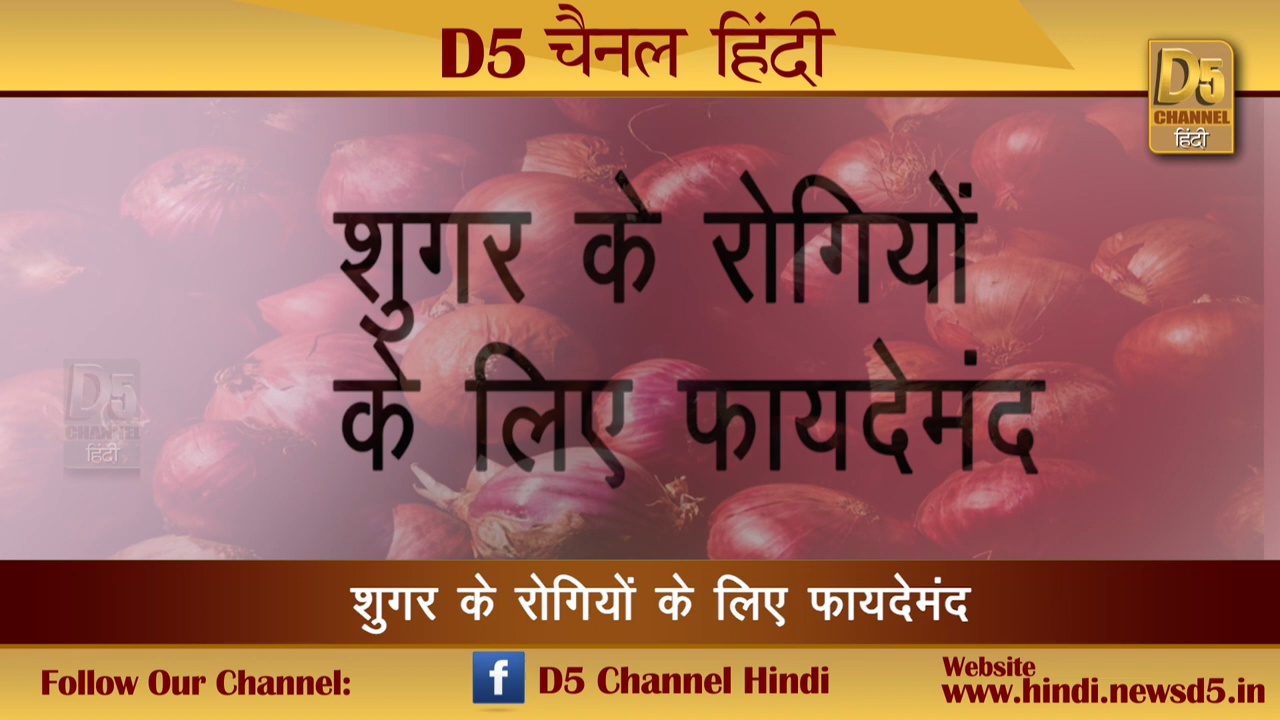 D5 चैनल हिंदी
D5
CHANNEL
हिंदी
शुगर के रोगियों
के लिए फायदेमंद
D5
CHANNEL
हिंदी
शुगर के रोगियों के लिए फायदेमंद
Follow Our Channel:
f D5 Channel Hindi
Website
www.hindi.newsd5.in